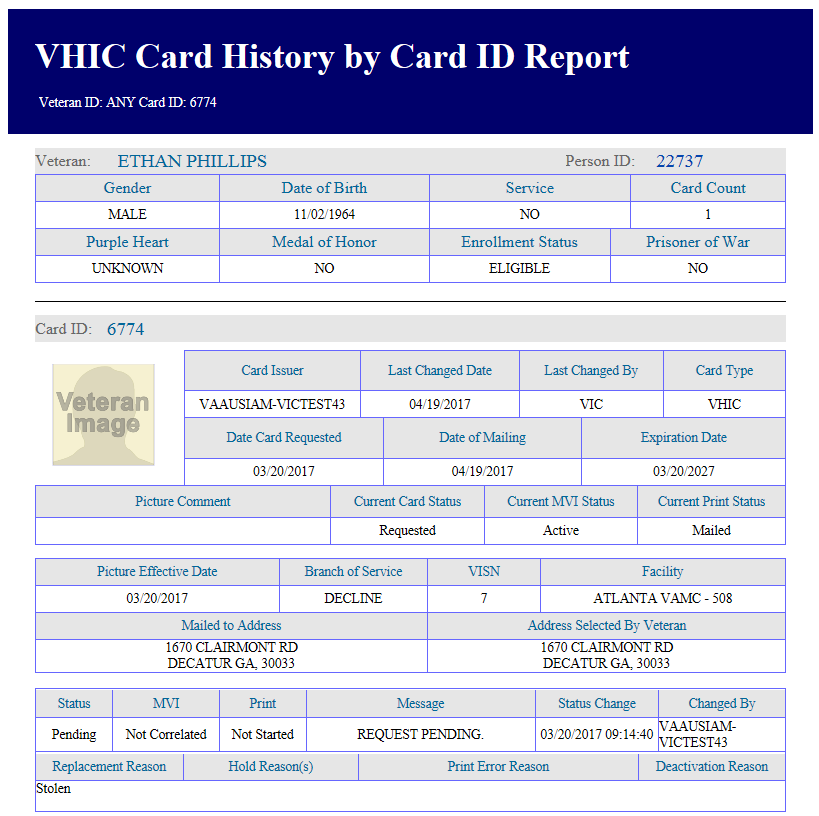 VHIC Card History by Card ID Report
Veteran ID: ANY Card ID: 6774
Veteran: ETHAN PHILLIPS Person ID: 22737
Gender Date of Birth Service Card Count
MALE 11/02/1964 NO 1
Purple Heart Medal of Honor Enrollment Status Prisoner of War
UNKNOWN NO ELIGIBLE NO
Card ID: 6774
Veteran
Image
Card Issuer Last Changed Date Last Changed By Card Type
VAAUSIAM-VICTEST43 04/19/2017 VIC VHIC
Date Card Requested Date of Mailing Expiration Date
03/20/2017 04/19/2017 03/20/2027
Picture Comment Current Card Status Current MVI Status Current Print Status
Requested Active Mailed
Picture Effective Date Branch of Service VISN Facility
03/20/2017 DECLINE 7 ATLANTA VAMC - 508
Mailed to Address Address Selected By Veteran
1670 CLAIRMONT RD 1670 CLAIRMONT RD
DECATUR GA, 30033 DECATUR GA, 30033
Status MVI Print Message Status Change Changed By
Pending Not Correlated Not Started REQUEST PENDING. 03/20/2017 09:14:40 VAAUSIAM-
VICTEST43
Replacement Reason Hold Reason(s) Print Error Reason Deactivation Reason
Stolen